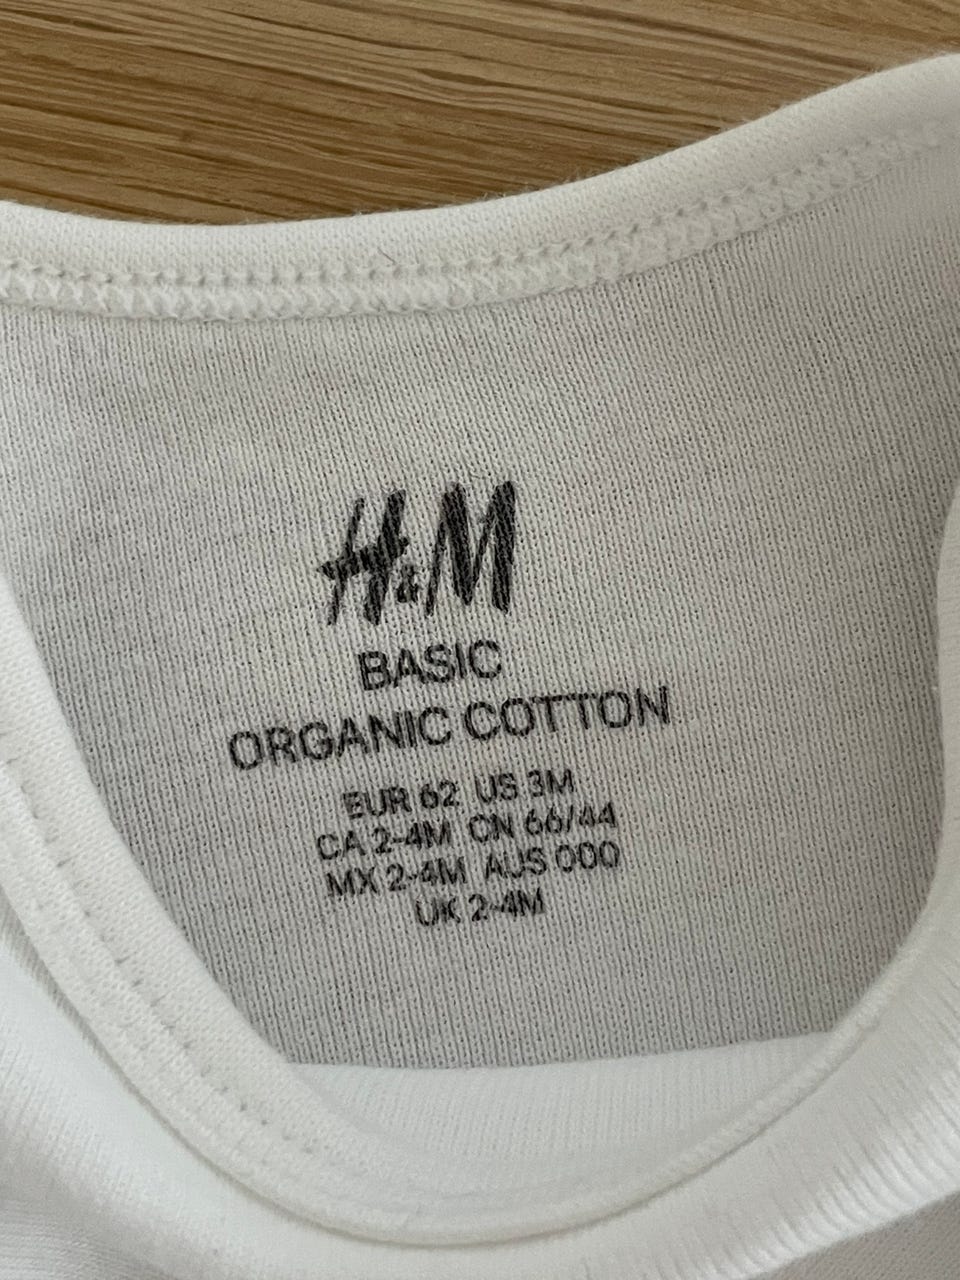 H&M
BASIC
ORGANIC COTTON
EUR 62 US 3M
CA 2-4M CN 66/44
MX 2-4M AUS 000
UK 2-4M